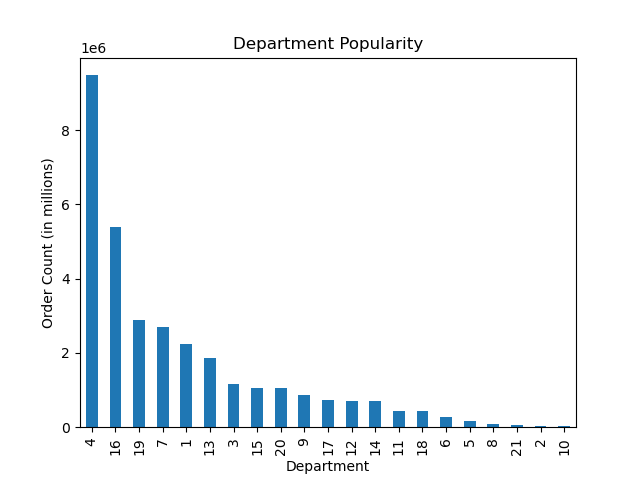 Department Popularity
1e6
Order Count (in millions)
8
6
4
2
0
4 16 19 7 1 13 3 15 20 9 17 12 14 11 18 6 5 8 21 2 10
Department